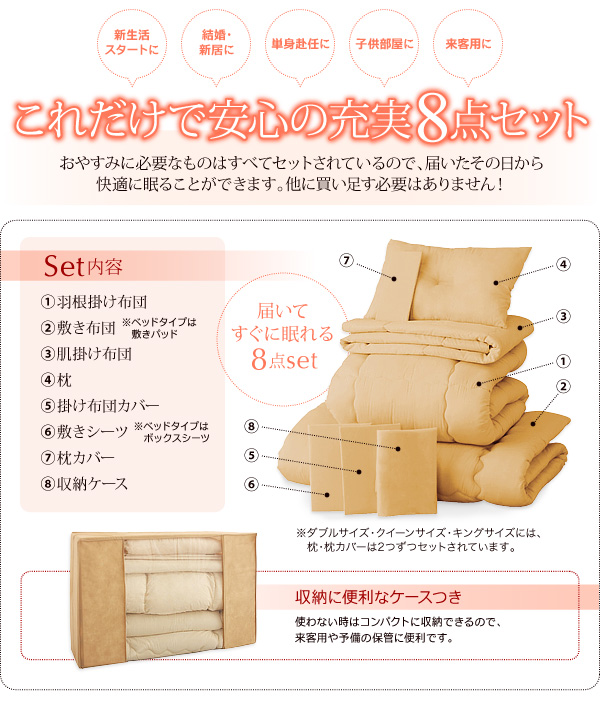 新生活
スタートに
結婚・
新居に
単身赴任に
子供部屋に
来客用に
これだけで安心の充実8点セット
おやすみに必要なものはすべてセットされているので、届いたその日から
快適に眠ることができます。他に買い足す必要はありません!
Set内容
①羽根掛け布団
②敷き布団 ※ベッドタイプは
敷きパッド
③肌掛け布団
④枕
⑤掛け布団カバー
⑥敷きシーツ ※ベッドタイプは
ボックスシーツ
⑦枕カバー
⑧収納ケース
届いて
すぐに眠れる
8点set
⑦
④
③
①
②
⑧
⑤
⑥
※ダブルサイズ・クイーンサイズ・キングサイズには、
枕・枕カバーは2つずつセットされています。
収納に便利なケースつき
使わない時はコンパクトに収納できるので、
来客用や予備の保管に便利です。